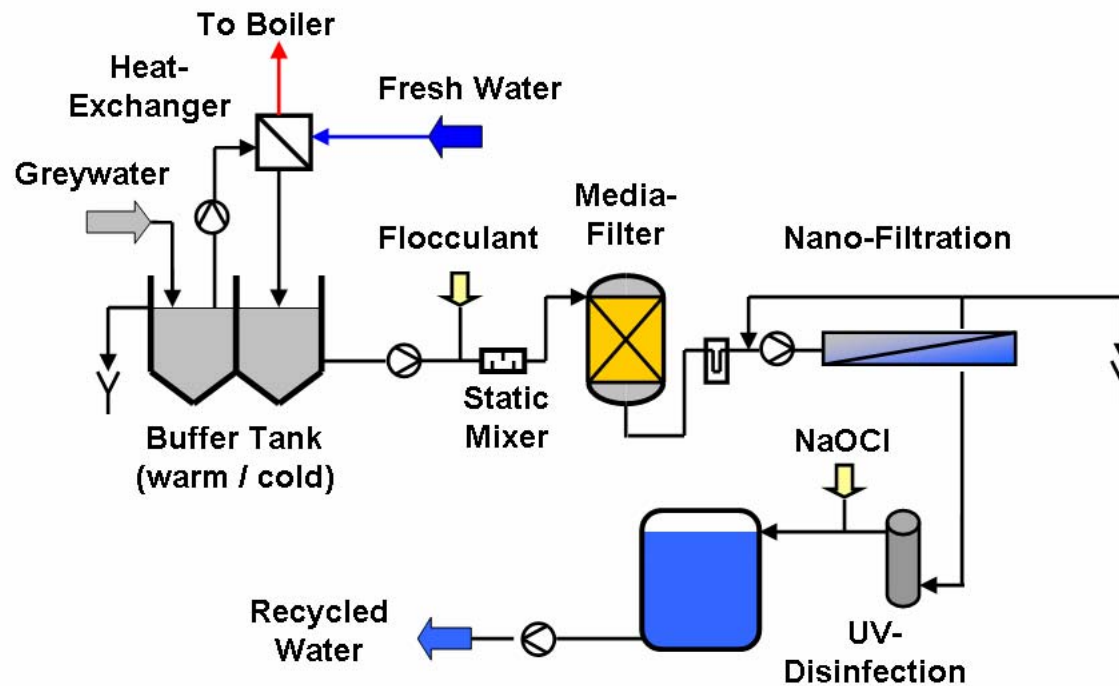 To Boiler
Heat-
Exchanger
Fresh Water
Greywater
Flocculant
Media-
Filter
Nano-Filtration
Static
Mixer
Buffer Tank
(warm / cold)
NaOCl
Recycled
Water
UV-
Disinfection